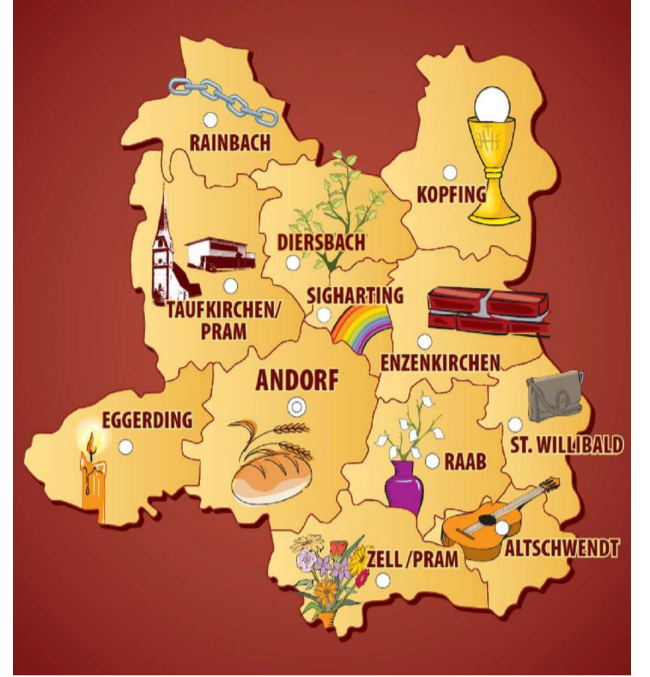 RAINBACH
KOPFING
DIERSBACH
TAUFKIRCHEN/
PRAM
SIGHARTING
ENZENKIRCHEN
ANDORF
EGGERDING
ST. WILLIBALD
RAAB
ALTSCHWENDT
ZELL /PRAM